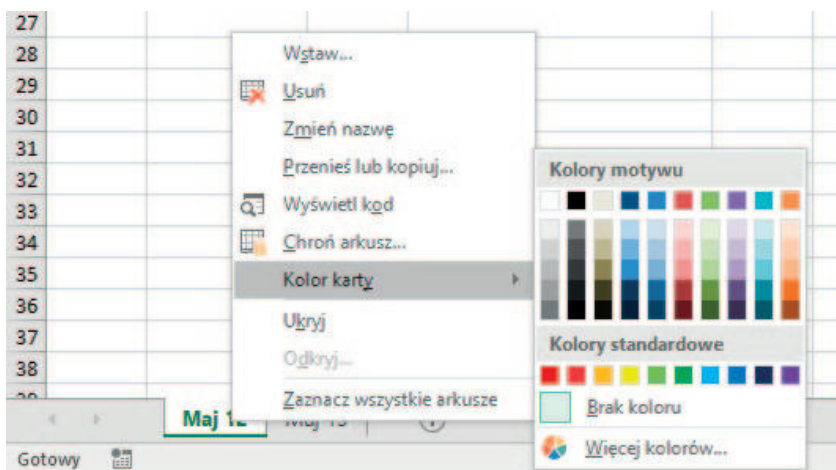 27
28
29
30
31
32
33
34
35
36
37
38
Wstaw...
Usuń
Zmień nazwę
Przenieś lub kopiuj...
Wyświetl kod
Chroń arkusz...
Kolor karty
Ukryj
Odkryj...
Zaznacz wszystkie arkusze
Kolory motywu
Kolory standardowe
Brak koloru
Więcej kolorów...
Maj 12
Gotowy